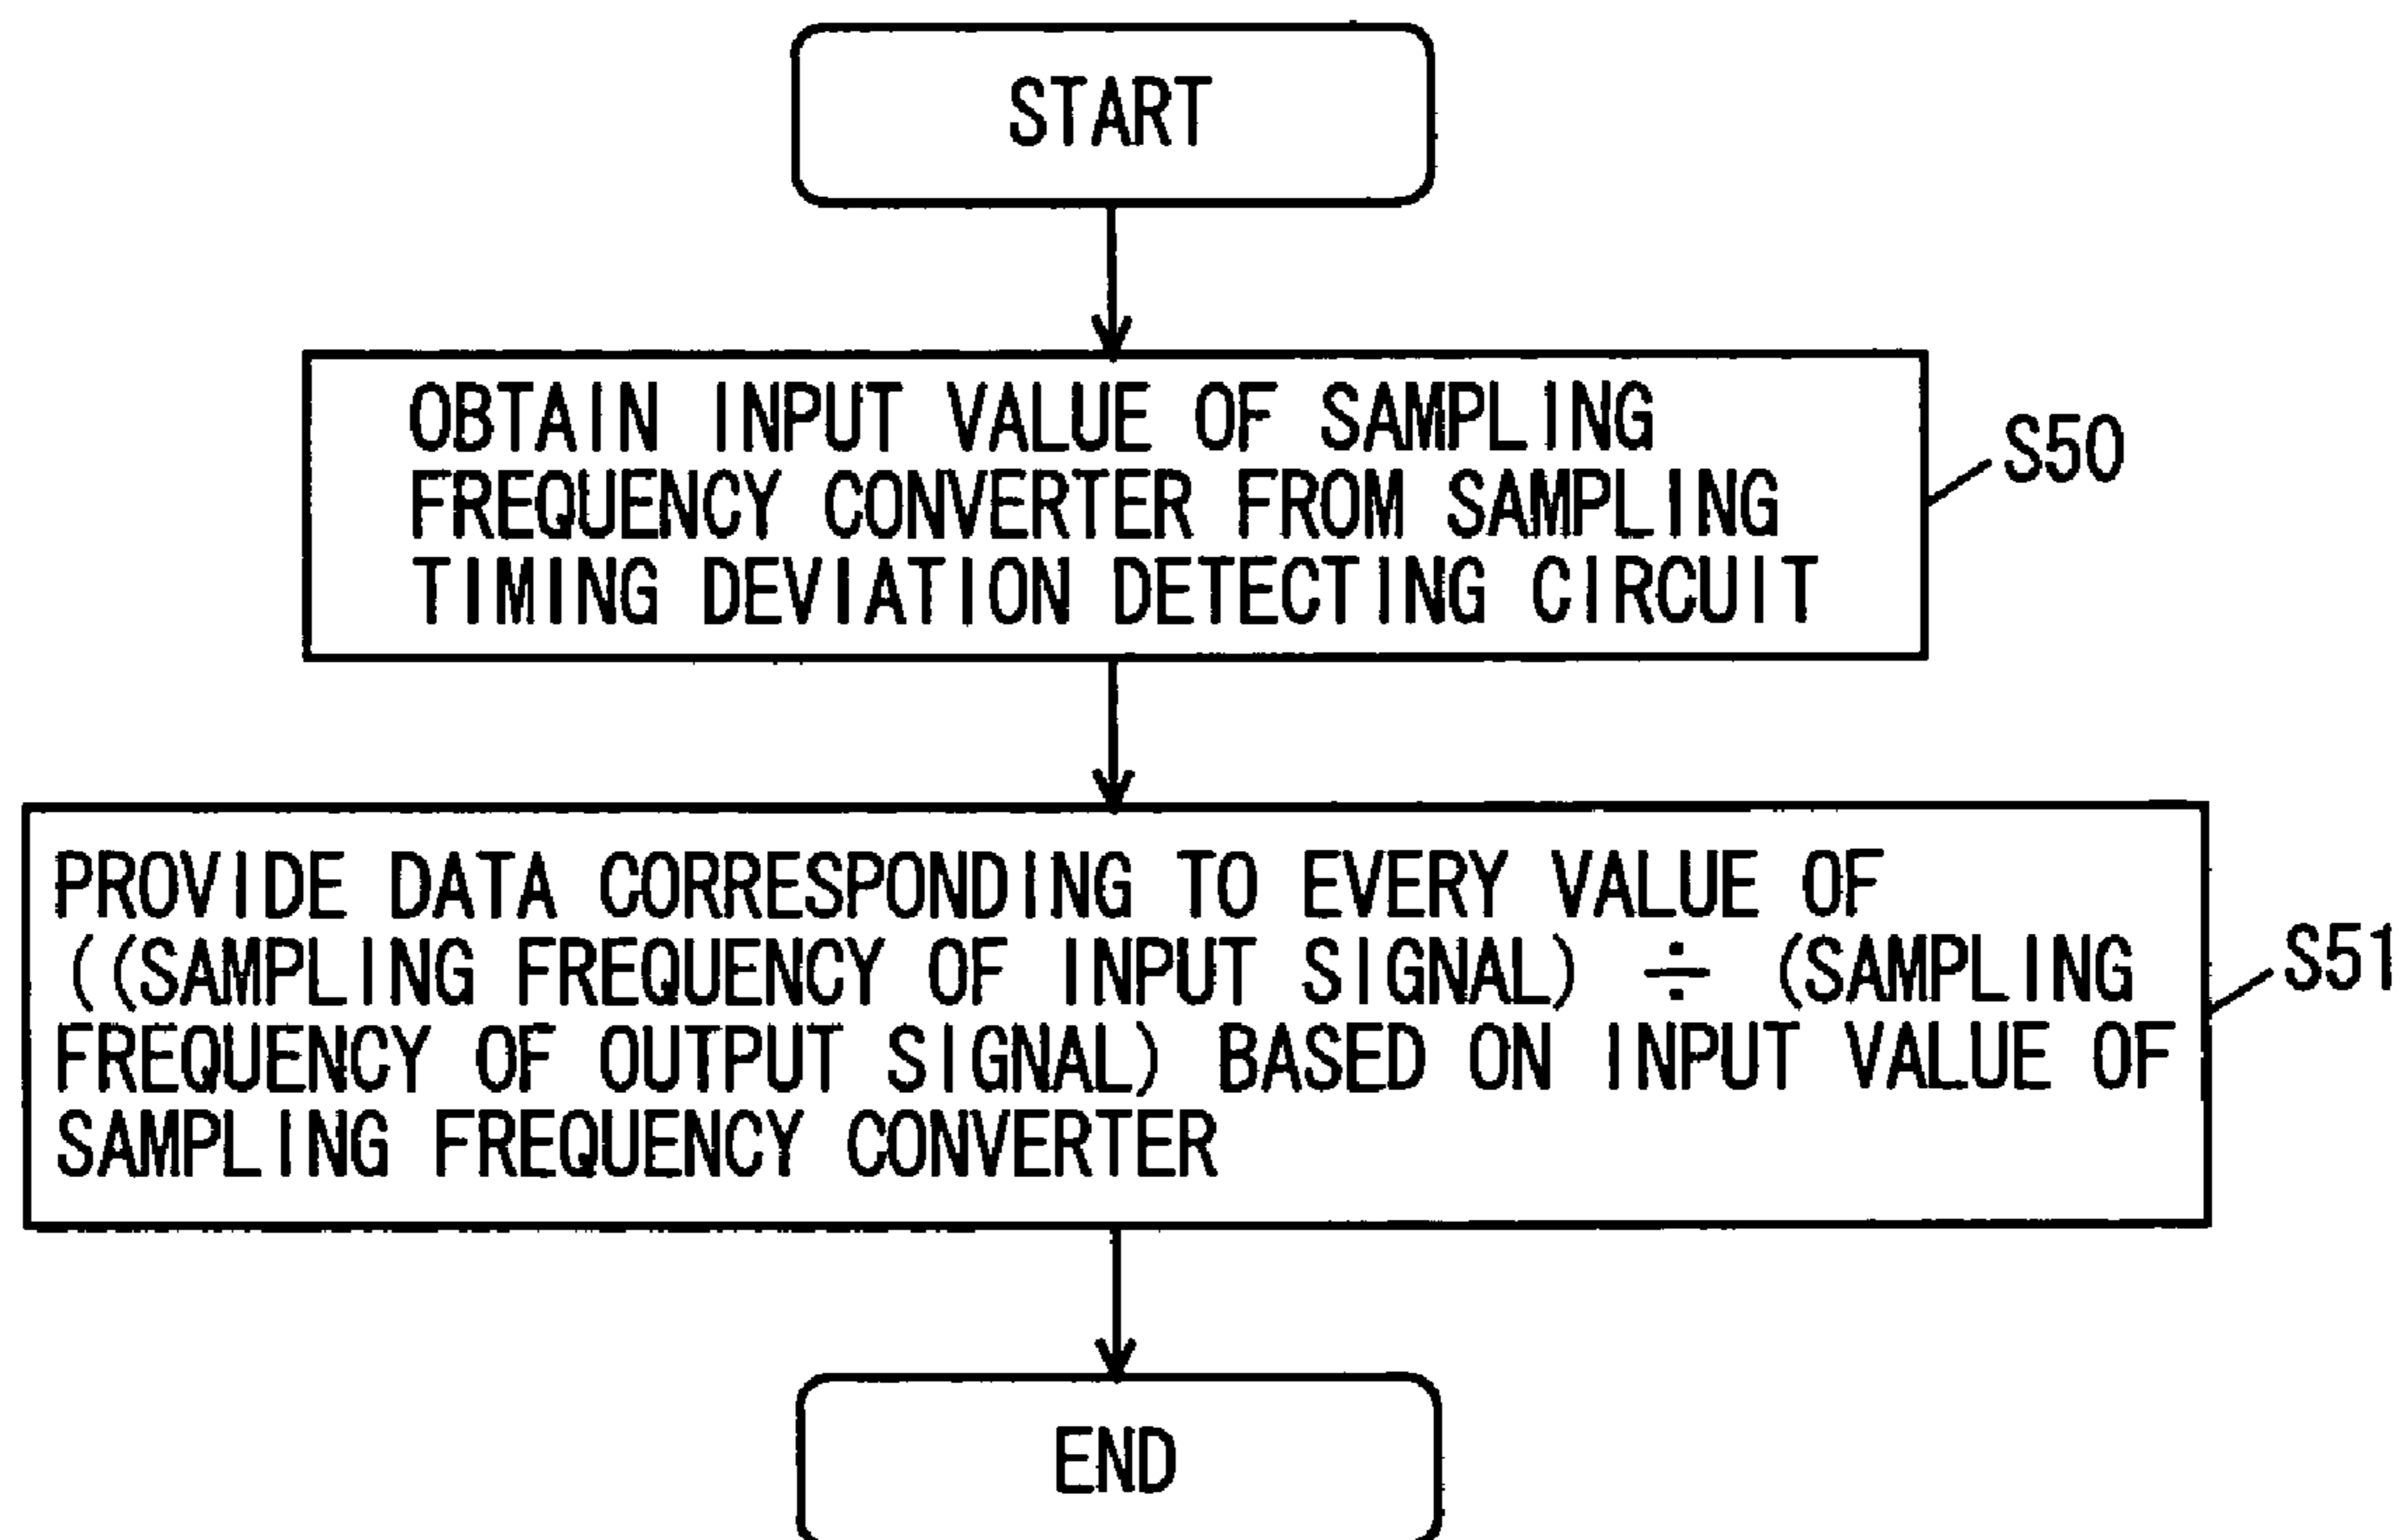 START
OBTAIN INPUT VALUE OF SAMPLING
FREQUENCY CONVERTER FROM SAMPLING
TIMING DEVIATION DETECTING CIRCUIT
S50
PROVIDE DATA CORRESPONDING TO EVERY VALUE OF
((SAMPLING FREQUENCY OF INPUT SIGNAL) ÷ (SAMPLING
FREQUENCY OF OUTPUT SIGNAL) BASED ON INPUT VALUE OF
SAMPLING FREQUENCY CONVERTER
S51
END